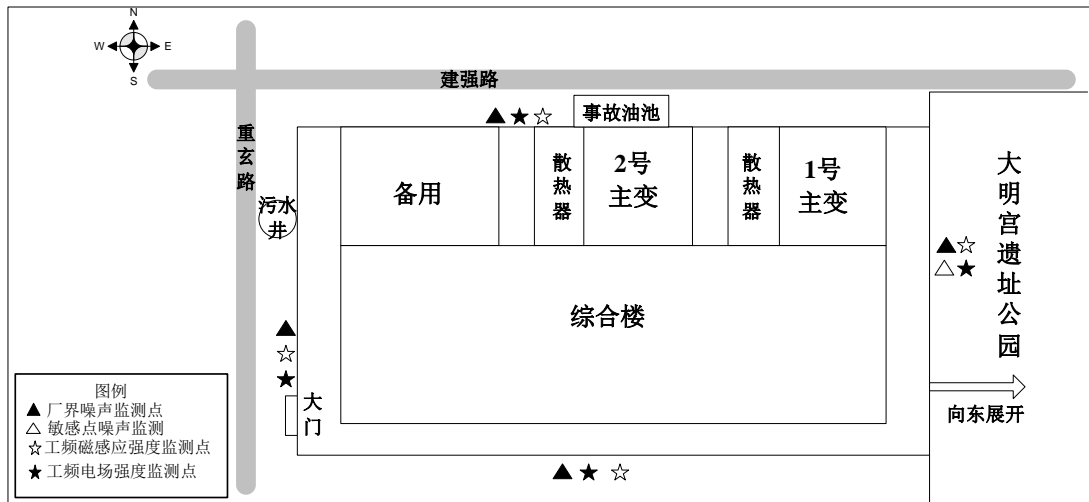 N
W
E
S
建强路
重玄路
事故油池
备用
散热器
2号
主变
散热器
1号
主变
大明宫遗址公园
污水
井
综合楼
大门
向东展开
图例
厂界噪声监测点
敏感点噪声监测
工频磁感应强度监测点
工频电场强度监测点